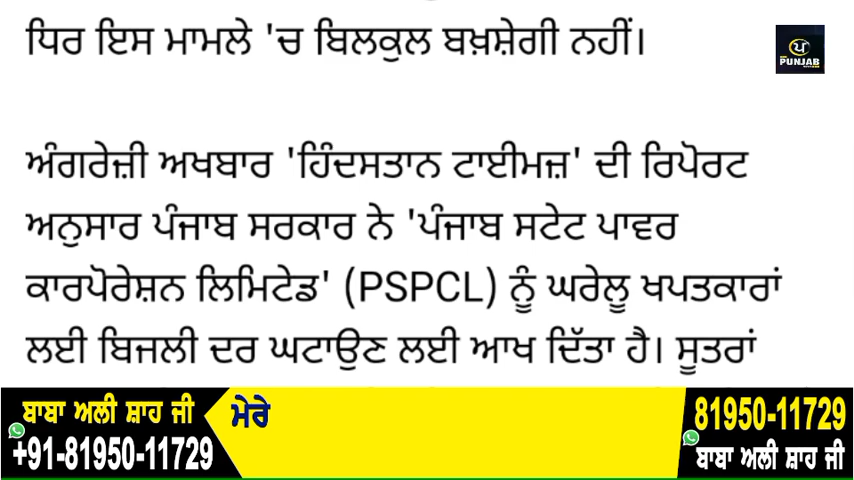 ਧਿਰ ਇਸ ਮਾਮਲੇ 'ਚ ਬਿਲਕੁਲ ਬਖ਼ਸ਼ੇਗੀ ਨਹੀਂ।
ਪ
PUNJAB
ਅੰਗਰੇਜ਼ੀ ਅਖਬਾਰ 'ਹਿੰਦਸਤਾਨ ਟਾਈਮਜ਼' ਦੀ ਰਿਪੋਰਟ
ਅਨੁਸਾਰ ਪੰਜਾਬ ਸਰਕਾਰ ਨੇ 'ਪੰਜਾਬ ਸਟੇਟ ਪਾਵਰ
ਕਾਰਪੋਰੇਸ਼ਨ ਲਿਮਿਟੇਡ' (PSPCL) ਨੂੰ ਘਰੇਲੂ ਖਪਤਕਾਰਾਂ
ਲਈ ਬਿਜਲੀ ਦਰ ਘਟਾਉਣ ਲਈ ਆਖ ਦਿੱਤਾ ਹੈ। ਸੂਤਰਾਂ
ਬਾਬਾ ਅਲੀ ਸ਼ਾਹ ਜੀ
+91-81950-11729
ਮੇਰੇ
81950-11729
ਬਾਬਾ ਅਲੀ ਸ਼ਾਹ ਜੀ